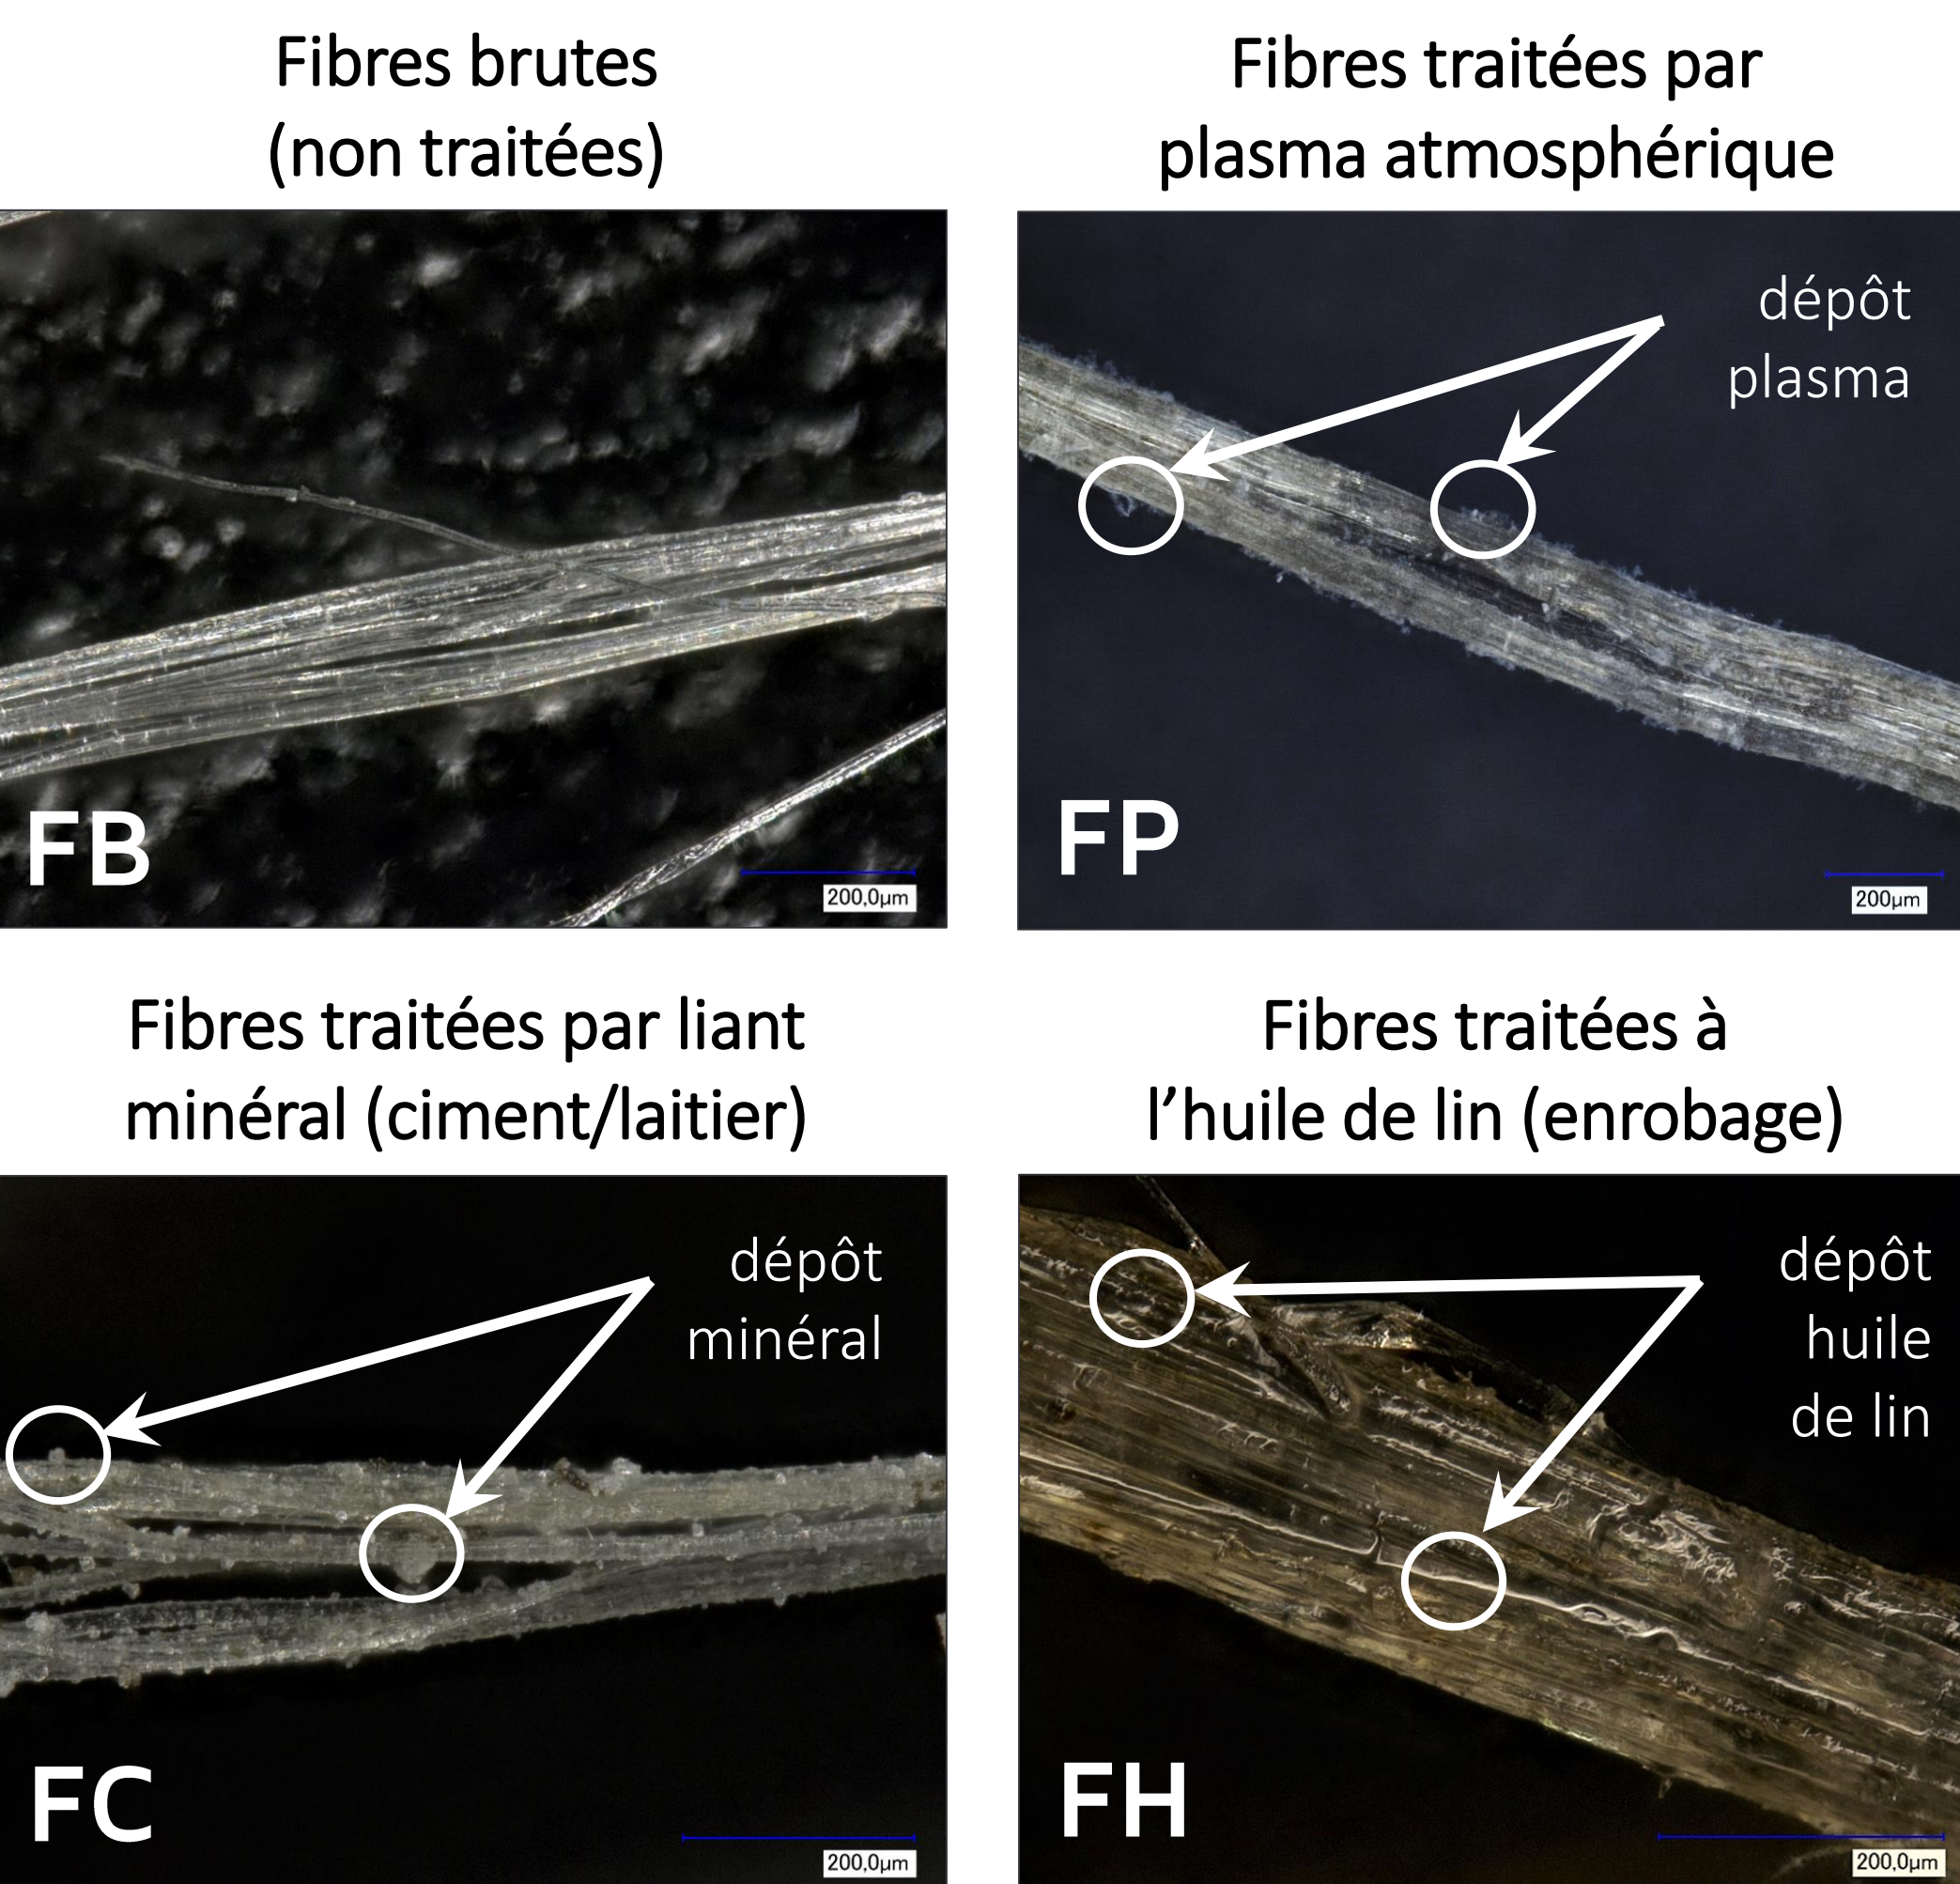 Fibres brutes
(non traitées)
FB
200,0µm
Fibres traitées par
plasma atmosphérique
dépôt
plasma
FP
200µm
Fibres traitées par liant
minéral (ciment/laitier)
dépôt
minéral
FC
200,0µm
Fibres traitées à
l’huile de lin (enrobage)
dépôt
huile
de lin
FH
200,0µm